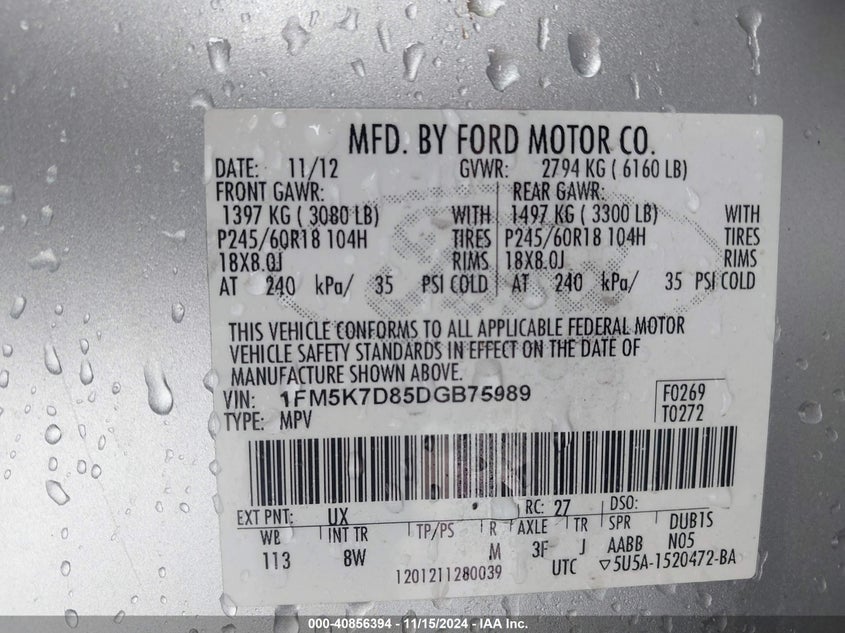 MFD. BY FORD MOTOR CO.
DATE: 11/12 GVWR: 2794 KG ( 6160 LB)
FRONT GAWR: REAR GAWR:
1397 KG ( 3080 LB) WITH 1497 KG ( 3300 LB) WITH
P245/60R18 104H TIRES P245/60R18 104H TIRES
18X8.0J RIMS 18X8.0J RIMS
AT 240 kPa/ 35 PSI COLD AT 240 kPa/ 35 PSI COLD
THIS VEHICLE CONFORMS TO ALL APPLICABLE FEDERAL MOTOR
VEHICLE SAFETY STANDARDS IN EFFECT ON THE DATE OF
MANUFACTURE SHOWN ABOVE.
VIN: 1FM5K7D85DGB75989 F0269
TYPE: MPV T0272
EXT PNT: UX RC: 27 DSO:
WB INT TR TP/PS R AXLE TR SPR DUB1S
113 8W M 3F J AABB N05
1201211280039 UTC ▽5U5A-1520472-BA
000-40856394 - 11/15/2024 - IAA Inc.